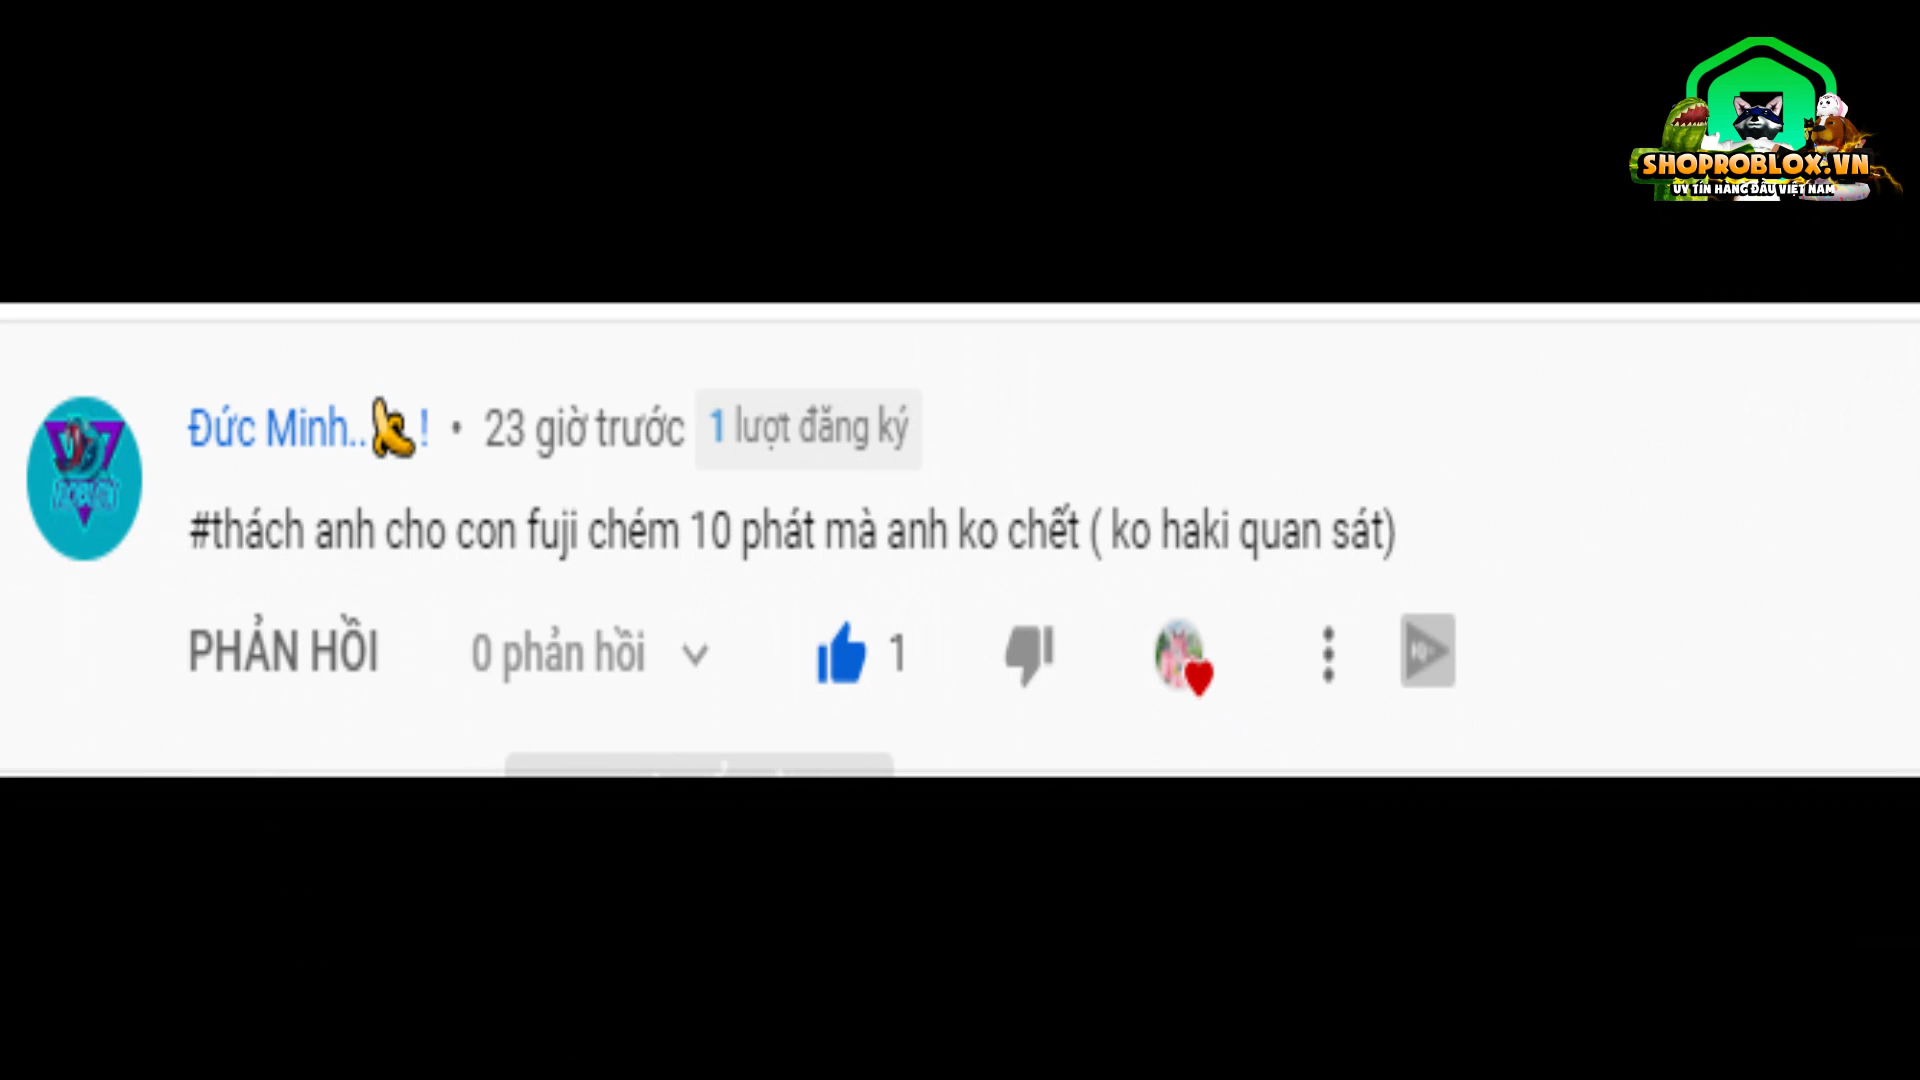 SHOPROBLOX.VN
UY TÍN HÀNG ĐẦU VIỆT NAM
Đức Minh..🍌! • 23 giờ trước 1 lượt đăng ký
#thách anh cho con fuji chém 10 phát mà anh ko chết ( ko haki quan sát)
PHẢN HỒI 0 phản hồi 1